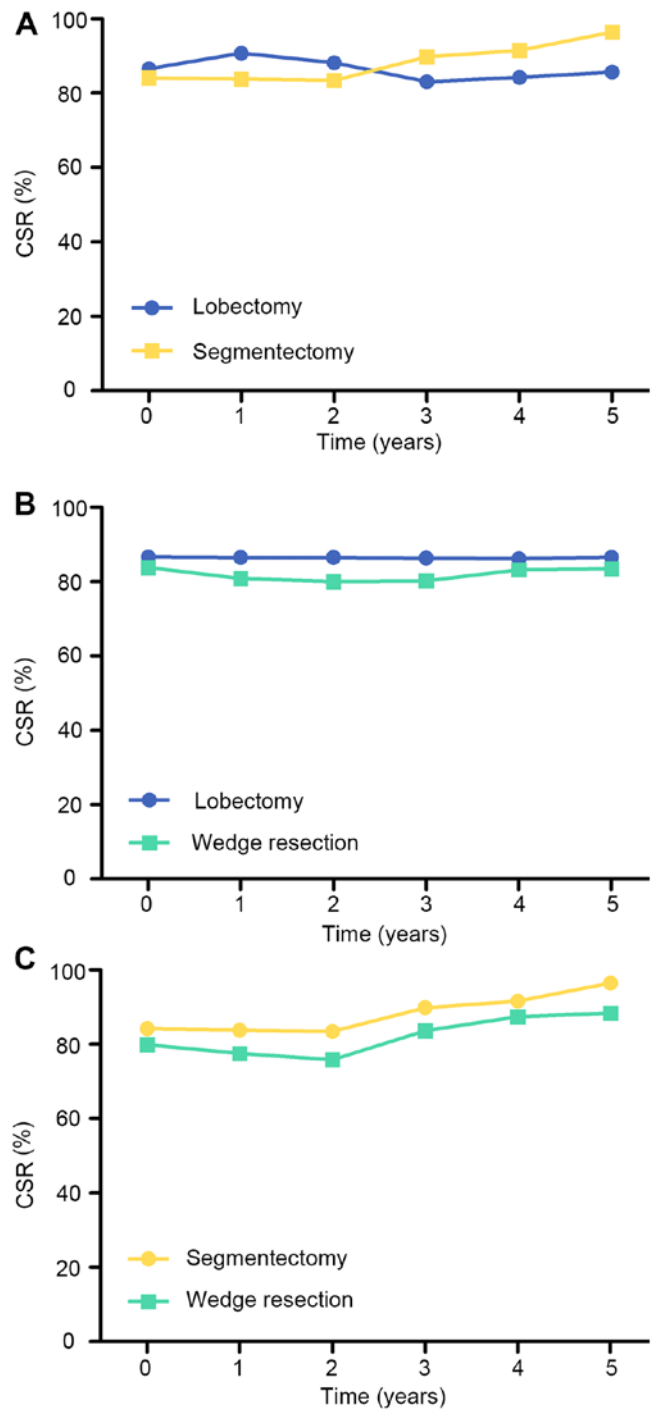 A
100
80
60
40
20
0
CSR (%)
Lobectomy
Segmentectomy
0 1 2 3 4 5
Time (years)
B
100
80
60
40
20
0
CSR (%)
Lobectomy
Wedge resection
0 1 2 3 4 5
Time (years)
C
100
80
60
40
20
0
CSR (%)
Segmentectomy
Wedge resection
0 1 2 3 4 5
Time (years)